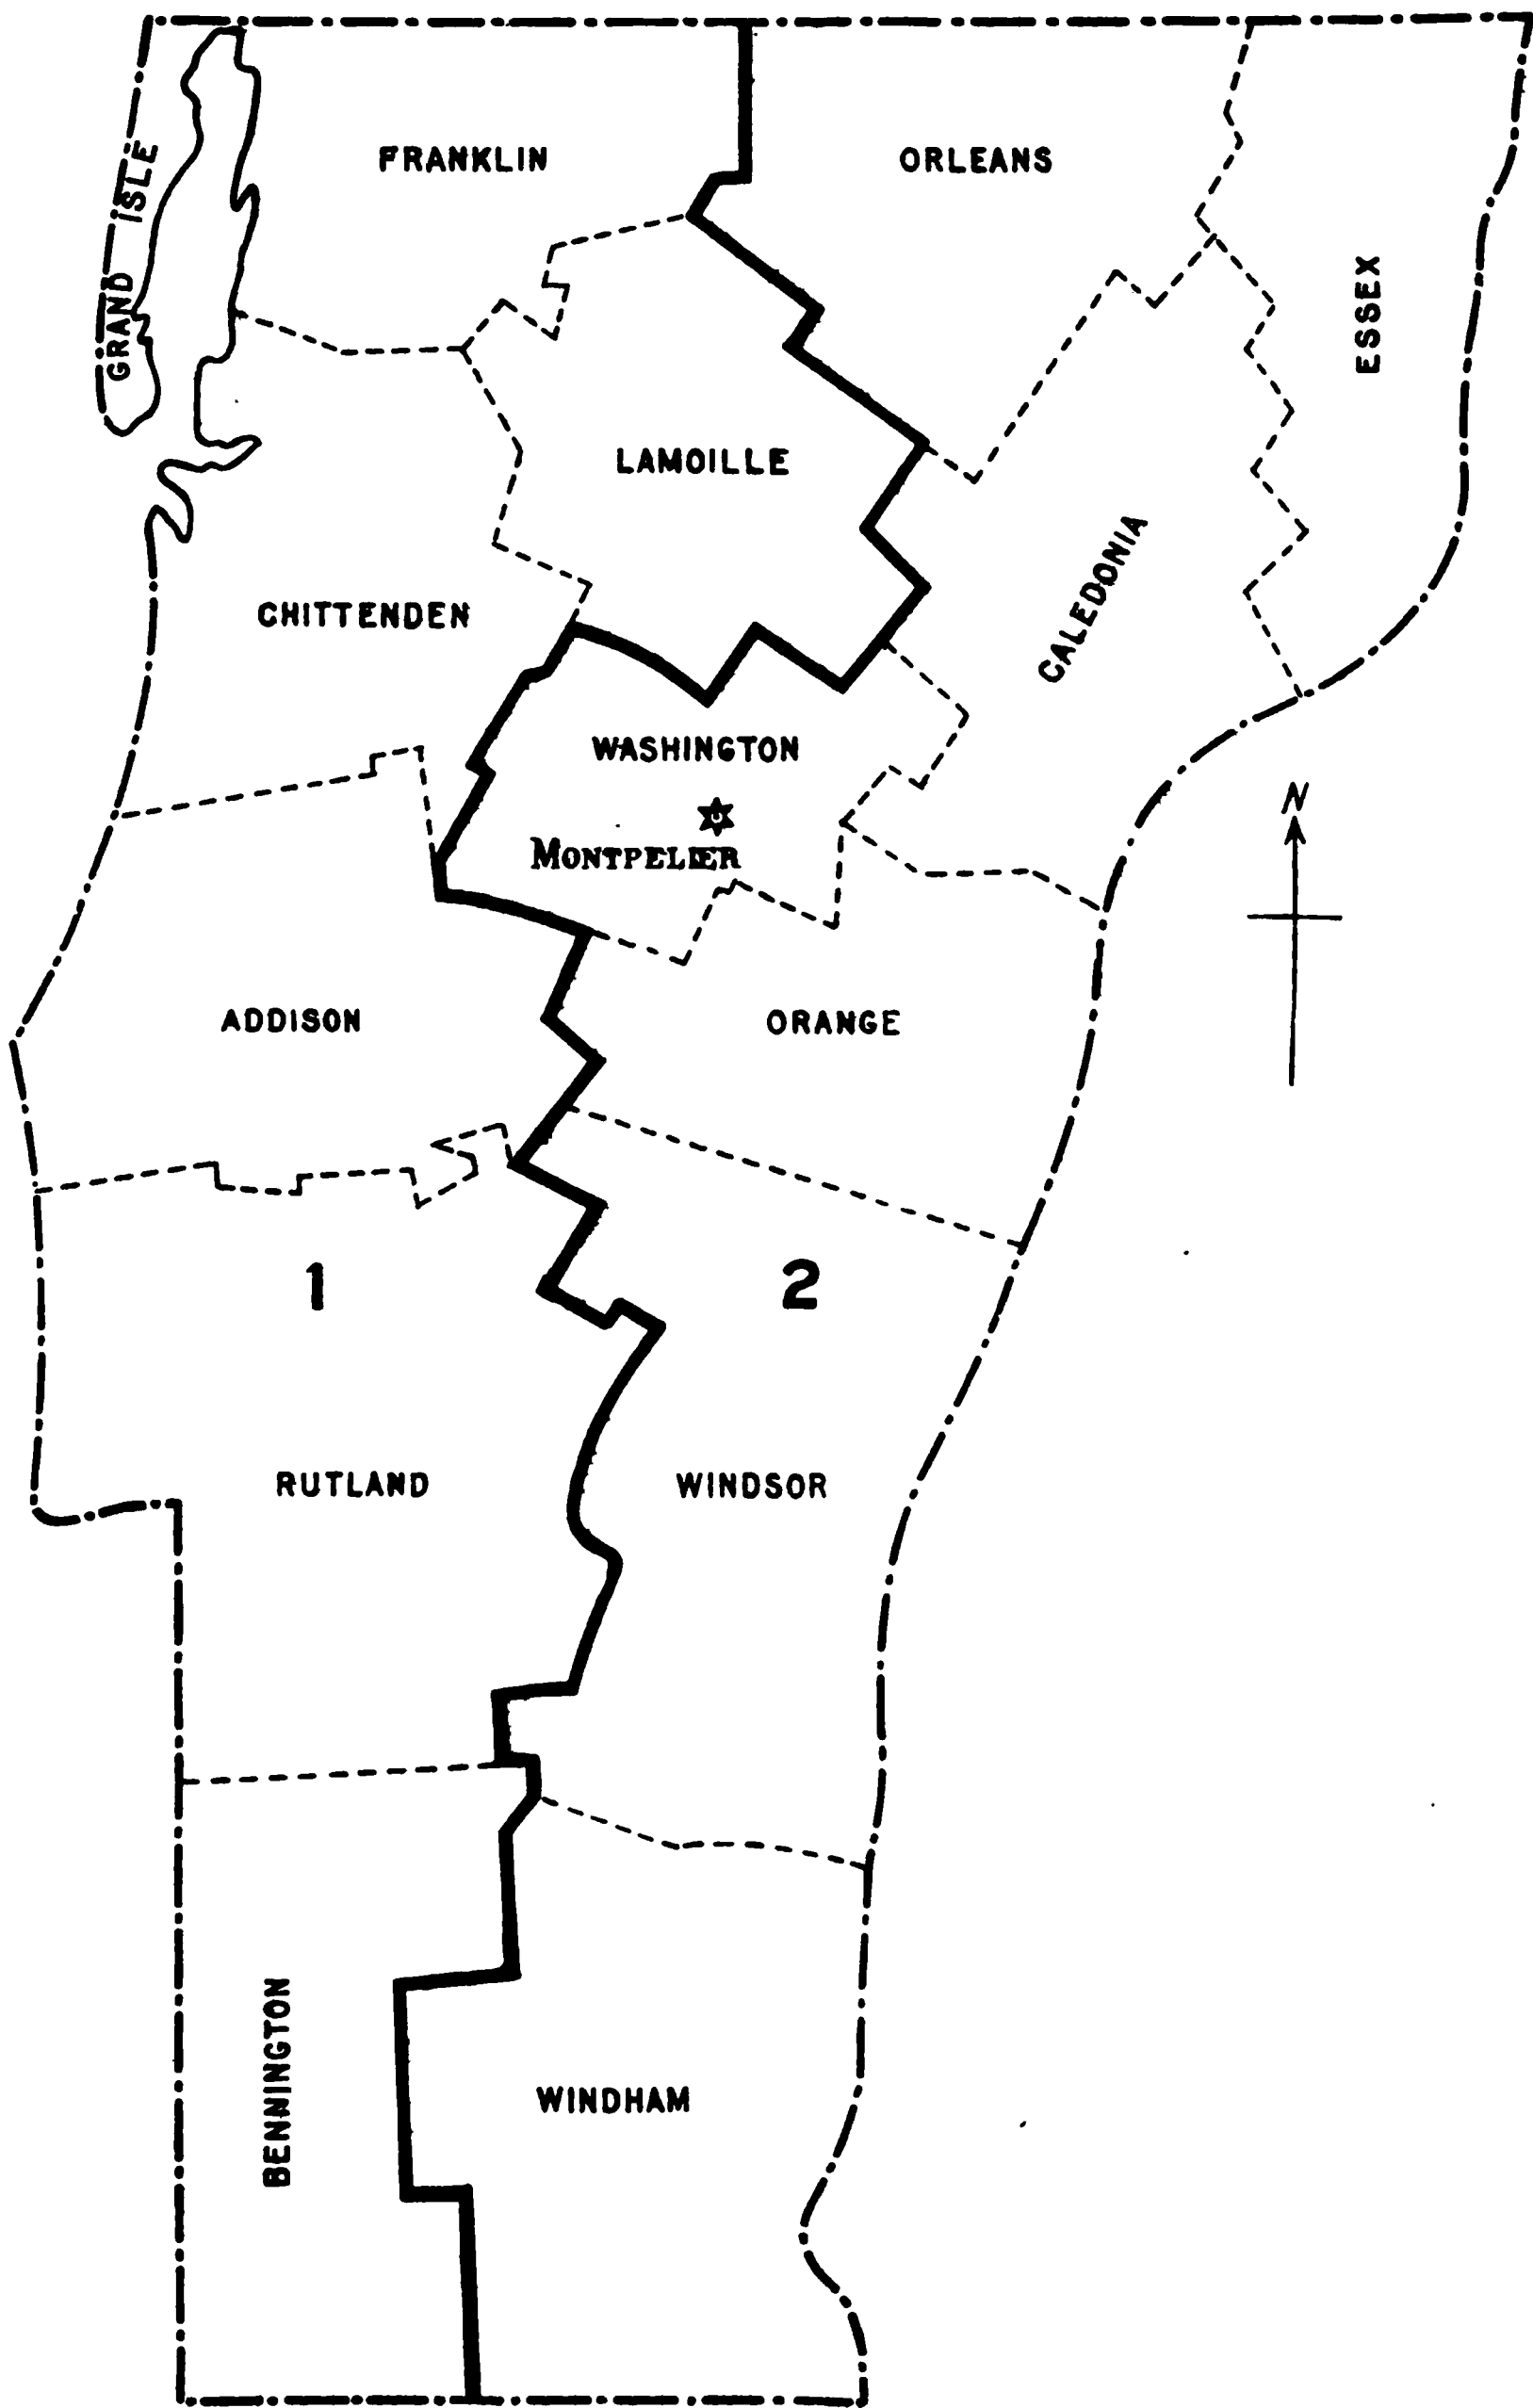 FRANKLIN
ORLEANS
GRAND ISLE
ESSEX
LAMOILLE
CALEDONIA
CHITTENDEN
WASHINGTON
MONTPELIER
N
ADDISON
ORANGE
1
2
RUTLAND
WINDSOR
BENNINGTON
WINDHAM